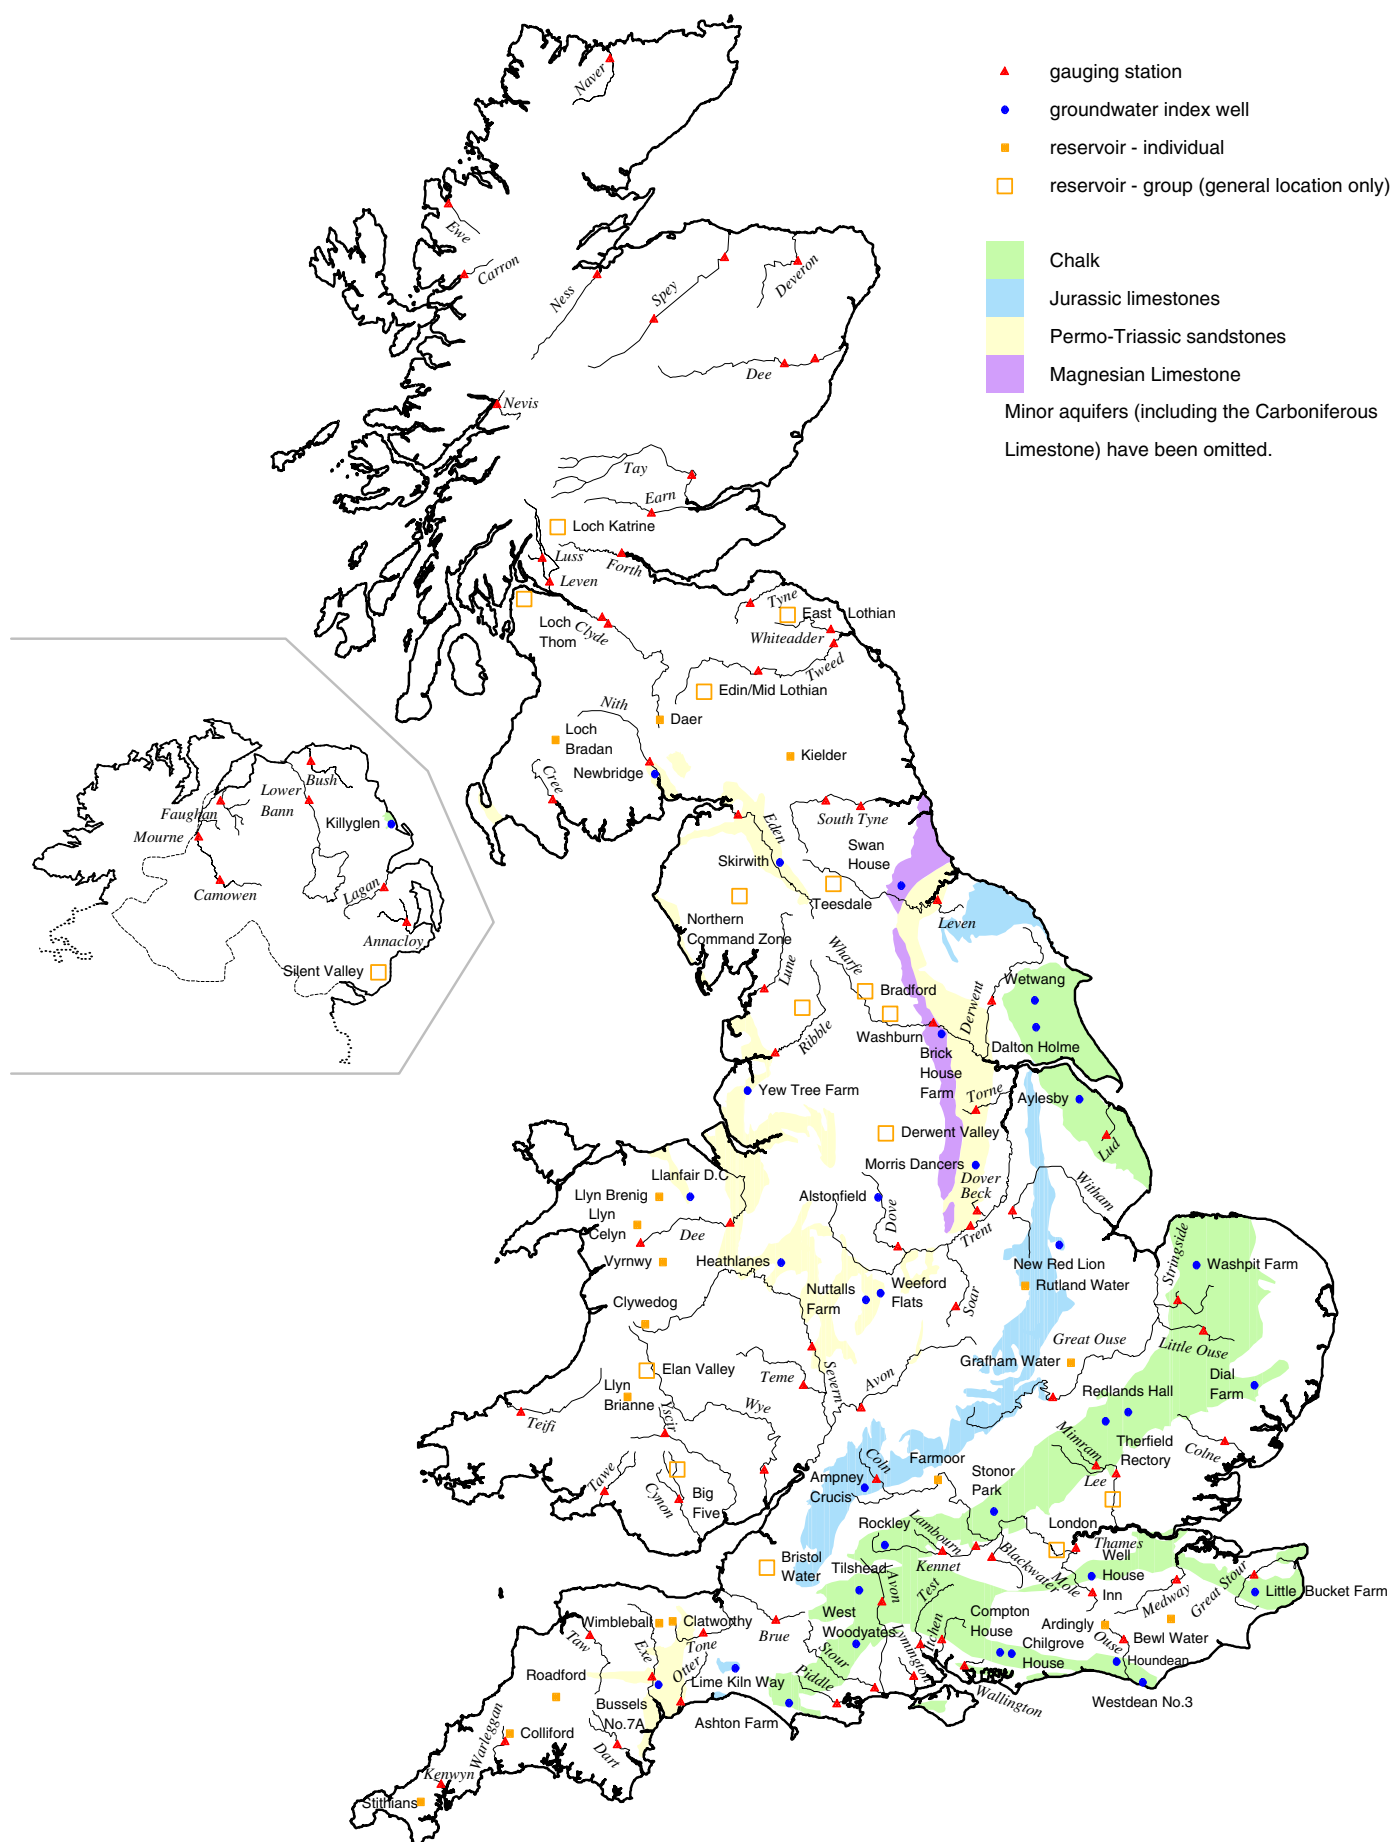 gauging station
groundwater index well
reservoir - individual
reservoir - group (general location only)
Chalk
Jurassic limestones
Permo-Triassic sandstones
Magnesian Limestone
Minor aquifers (including the Carboniferous
Limestone) have been omitted.
Naver
Ewe
Carron
Ness
Spey
Deveron
Dee
Nevis
Tay
Earn
Loch Katrine
Luss
Forth
Leven
Tyne
East Lothian
Loch
Thom
Clyde
Whiteadder
Tweed
Edin/Mid Lothian
Nith
Daer
Loch
Bradan
Kielder
Newbridge
Cree
Bush
Lower
Bann
Faughan
Killyglen
Mourne
Camowen
Lagan
Annacloy
Silent Valley
South Tyne
Eden
Swan
House
Skirwith
Teesdale
Leven
Northern
Command Zone
Lune
Wharfe
Bradford
Derwent
Wetwang
Ribble
Washburn
Brick
House
Farm
Dalton Holme
Yew Tree Farm
Torne
Aylesby
Derwent Valley
Lud
Morris Dancers
Dover
Beck
Llanfair D.C
Llyn Brenig
Alstonfield
Witham
Llyn
Celyn
Dee
Dove
Trent
Stringside
Vyrnwy
Heathlanes
New Red Lion
Washpit Farm
Nuttalls
Farm
Weeford
Flats
Rutland Water
Soar
Clywedog
Great Ouse
Little Ouse
Elan Valley
Teme
Severn
Avon
Grafham Water
Dial
Farm
Llyn
Brianne
Redlands Hall
Teifi
Yscir
Wye
Mimram
Therfield
Rectory
Colne
Tawe
Cynon
Big
Five
Coln
Farmoor
Ampney
Crucis
Stonor
Park
Lee
Rockley
Lambourn
London
Thames
Bristol
Water
Tilshead
Kennet
Blackwater
Mole
Well
House
Inn
Medway
Great Stour
Little Bucket Farm
Avon
Test
Wimbleball
Clatworthy
Brue
West
Woodyates
Compton
House
Ardingly
Taw
Exe
Tone
Stour
Lymington
Itchen
Chilgrove
House
Ouse
Bewl Water
Houndean
Roadford
Otter
Lime Kiln Way
Piddle
Wallington
Westdean No.3
Bussels
No.7A
Ashton Farm
Warleggan
Colliford
Dart
Kenwyn
Stithians